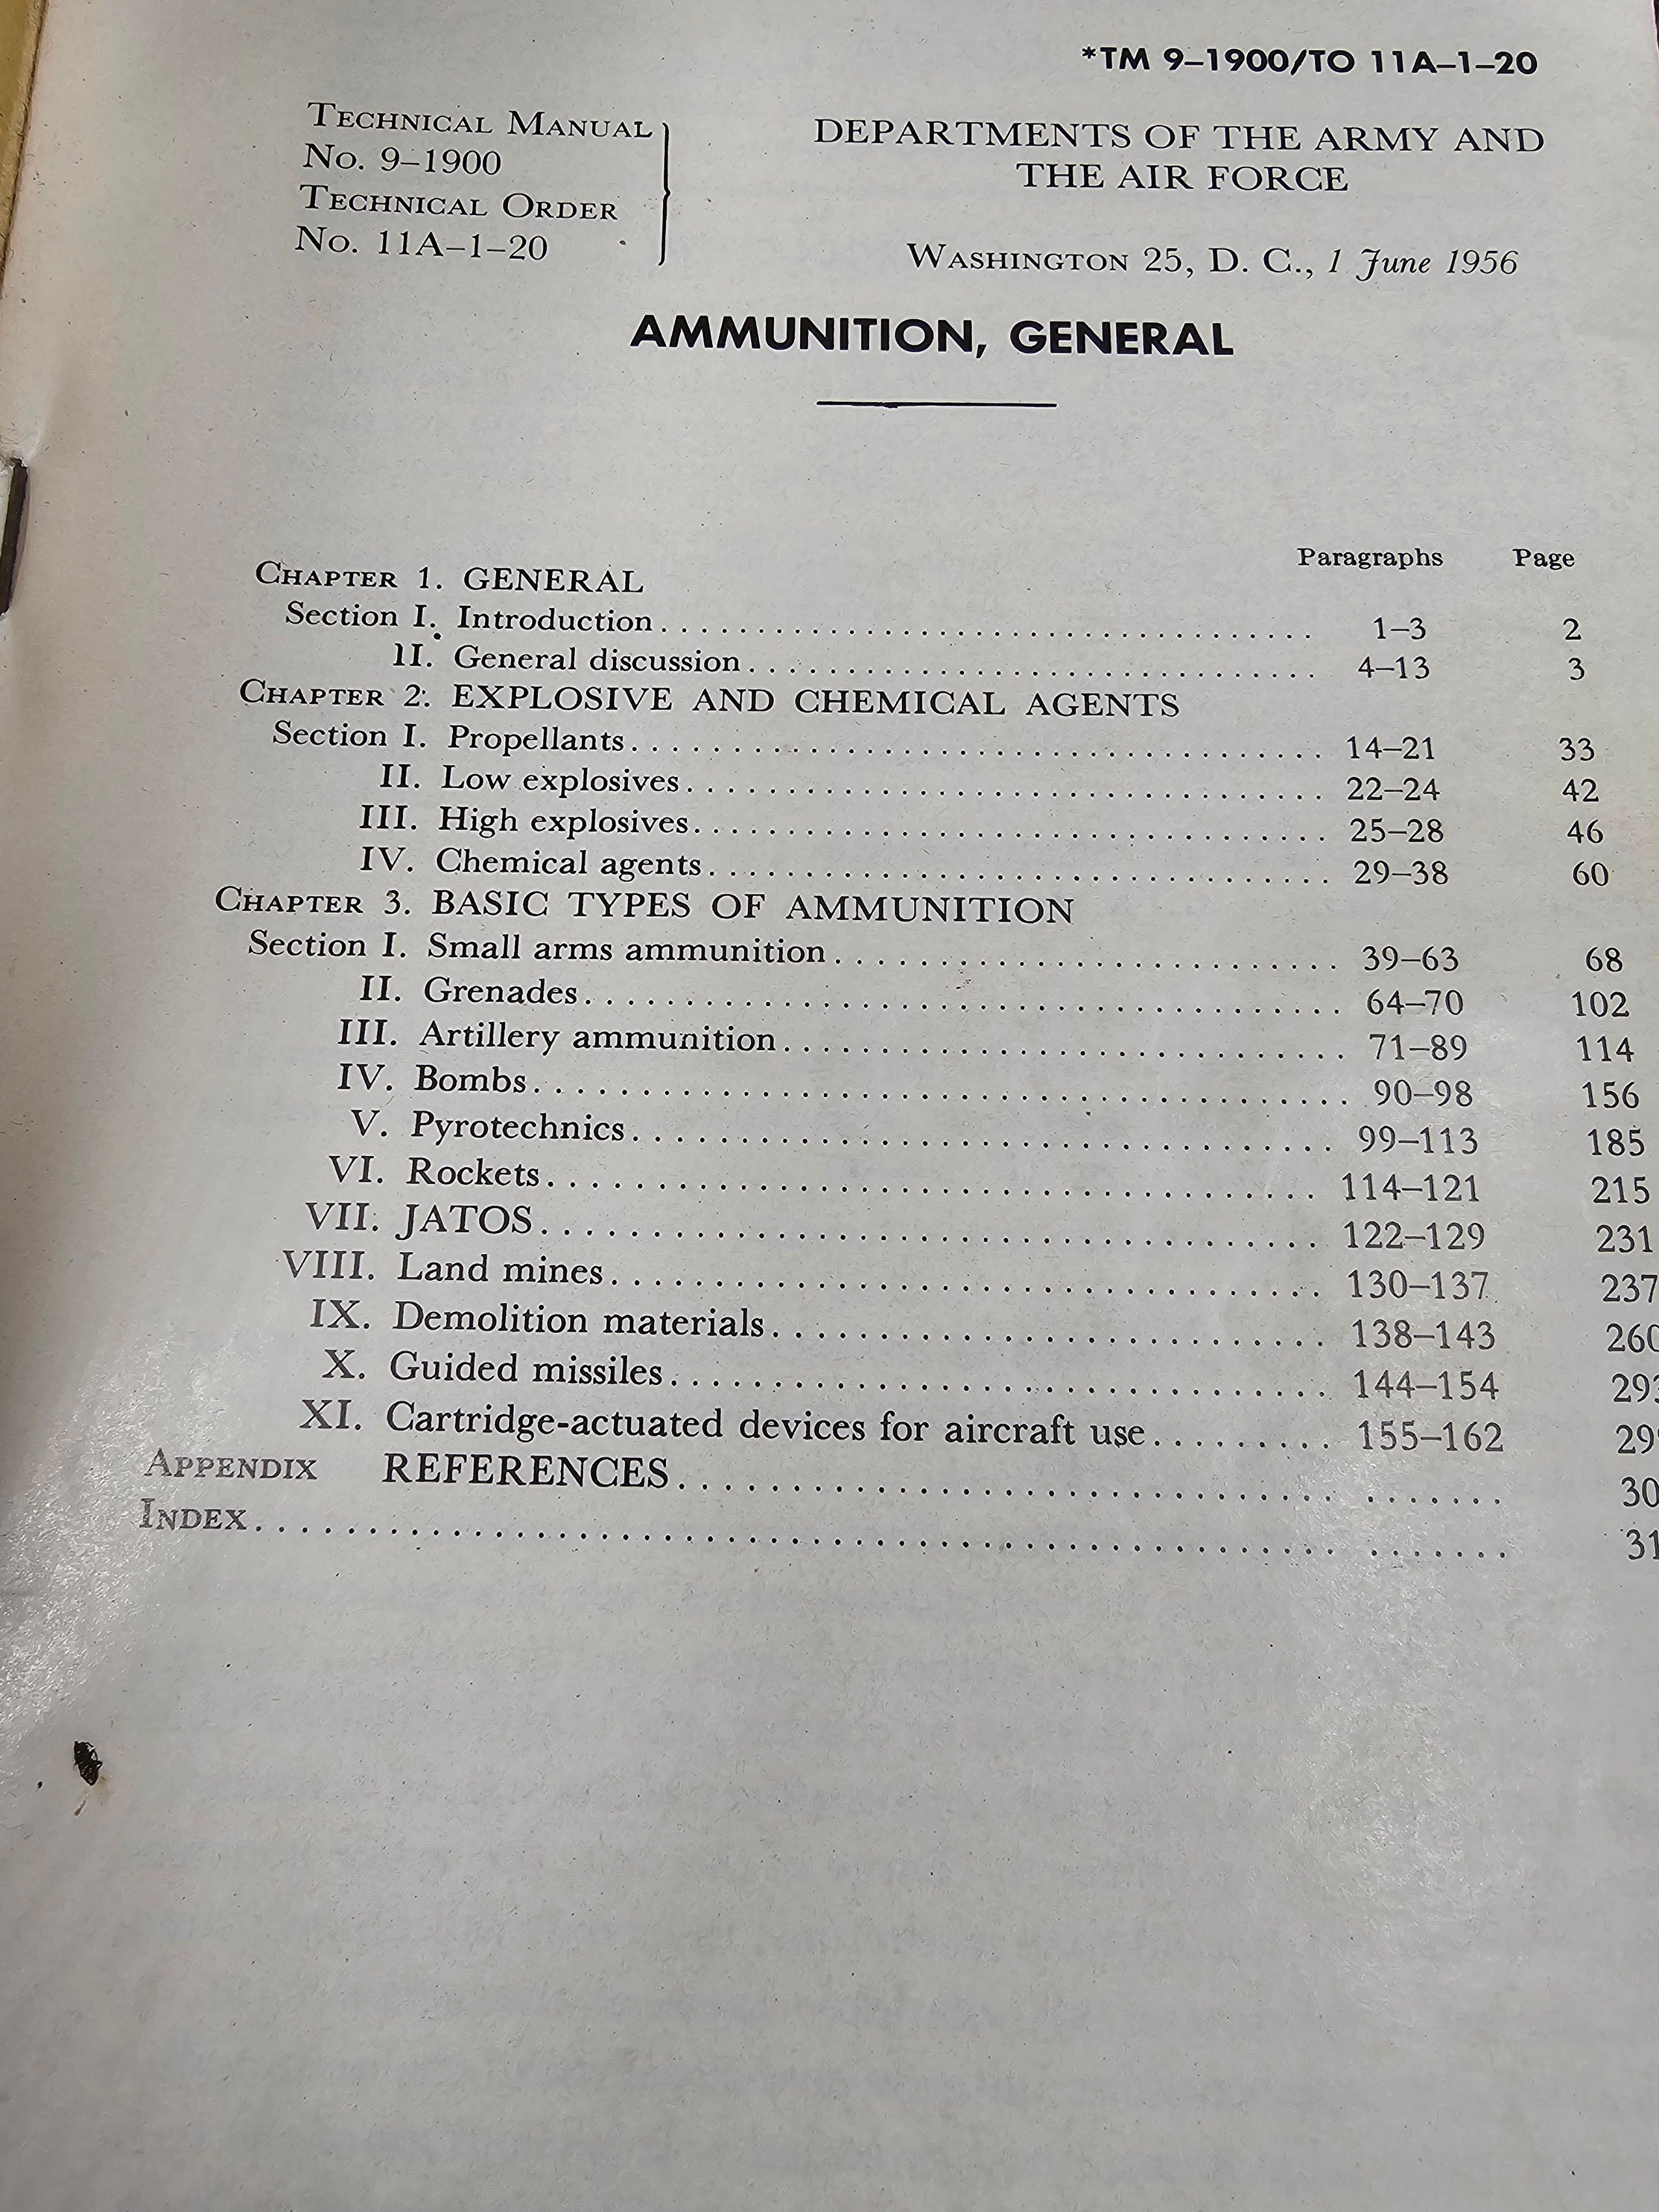 *TM 9–1900/TO 11A–1–20
TECHNICAL MANUAL
No. 9–1900
TECHNICAL ORDER
No. 11A–1–20
DEPARTMENTS OF THE ARMY AND
THE AIR FORCE
WASHINGTON 25, D. C., 1 June 1956
AMMUNITION, GENERAL
Paragraphs Page
CHAPTER 1. GENERAL
Section I. Introduction 1–3 2
II. General discussion 4–13 3
CHAPTER 2. EXPLOSIVE AND CHEMICAL AGENTS
Section I. Propellants 14–21 33
II. Low explosives 22–24 42
III. High explosives 25–28 46
IV. Chemical agents 29–38 60
CHAPTER 3. BASIC TYPES OF AMMUNITION
Section I. Small arms ammunition 39–63 68
II. Grenades 64–70 102
III. Artillery ammunition 71–89 114
IV. Bombs 90–98 156
V. Pyrotechnics 99–113 185
VI. Rockets 114–121 215
VII. JATOS 122–129 231
VIII. Land mines 130–137 237
IX. Demolition materials 138–143 260
X. Guided missiles 144–154 293
XI. Cartridge-actuated devices for aircraft use 155–162 29
APPENDIX REFERENCES 30
INDEX 31